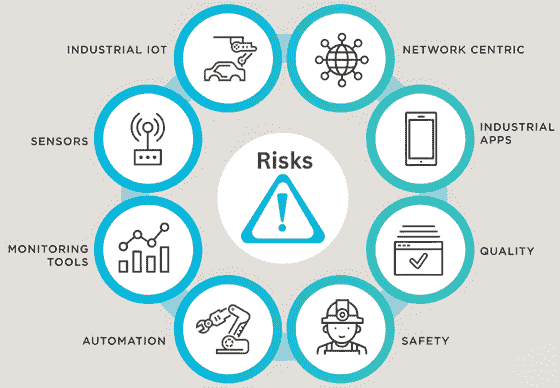 INDUSTRIAL IOT
NETWORK CENTRIC
SENSORS
INDUSTRIAL
APPS
Risks
MONITORING
TOOLS
QUALITY
AUTOMATION
SAFETY